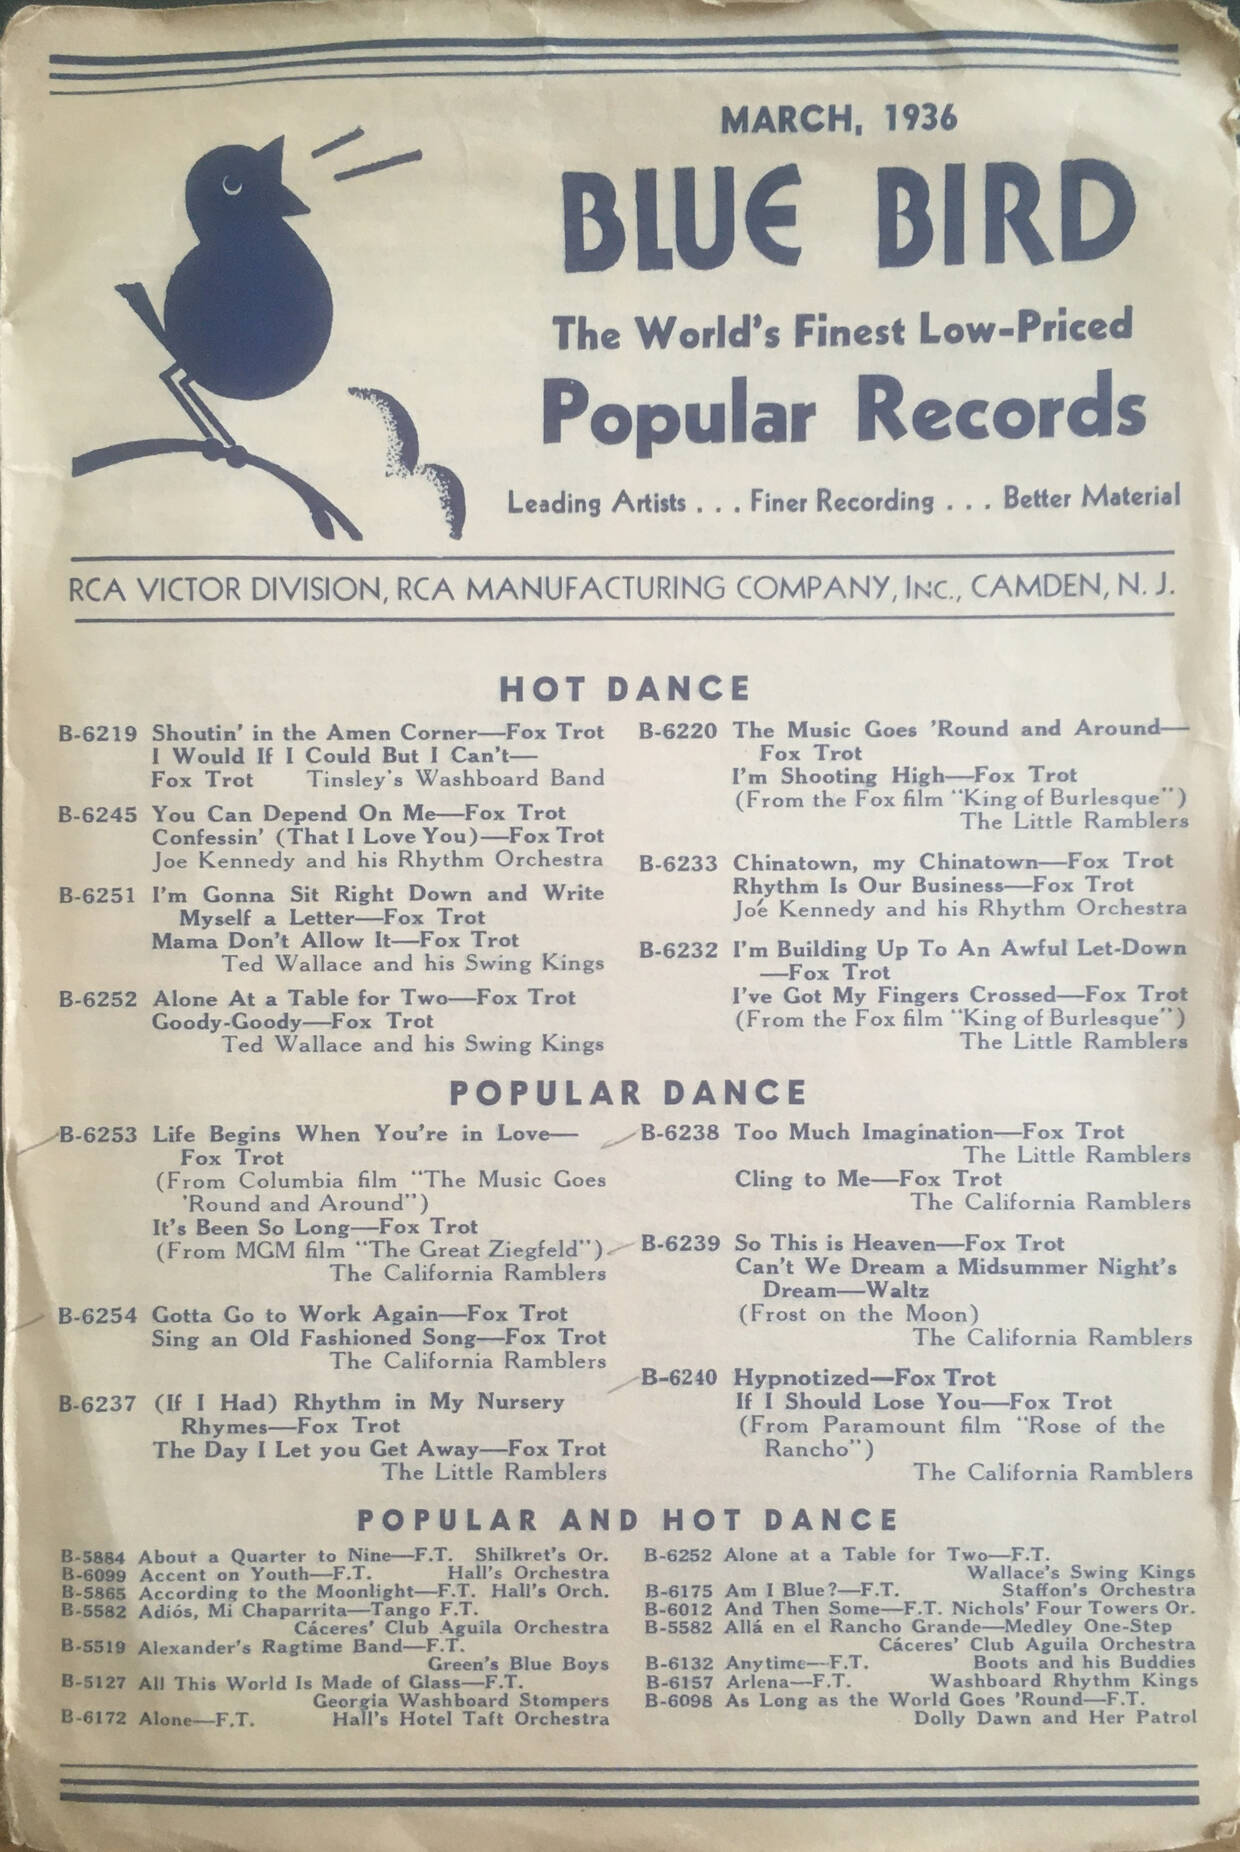 MARCH, 1936
BLUE BIRD
The World's Finest Low-Priced
Popular Records
Leading Artists . . . Finer Recording . . . Better Material
RCA VICTOR DIVISION, RCA MANUFACTURING COMPANY, INC., CAMDEN, N. J.
HOT DANCE
B-6219 Shoutin' in the Amen Corner—Fox Trot
I Would If I Could But I Can't—
Fox Trot Tinsley's Washboard Band
B-6245 You Can Depend On Me—Fox Trot
Confessin' (That I Love You)—Fox Trot
Joe Kennedy and his Rhythm Orchestra
B-6251 I'm Gonna Sit Right Down and Write
Myself a Letter—Fox Trot
Mama Don't Allow It—Fox Trot
Ted Wallace and his Swing Kings
B-6252 Alone At a Table for Two—Fox Trot
Goody-Goody—Fox Trot
Ted Wallace and his Swing Kings
B-6220 The Music Goes 'Round and Around—
Fox Trot
I'm Shooting High—Fox Trot
(From the Fox film "King of Burlesque")
The Little Ramblers
B-6233 Chinatown, my Chinatown—Fox Trot
Rhythm Is Our Business—Fox Trot
Joe Kennedy and his Rhythm Orchestra
B-6232 I'm Building Up To An Awful Let-Down
—Fox Trot
I've Got My Fingers Crossed—Fox Trot
(From the Fox film "King of Burlesque")
The Little Ramblers
POPULAR DANCE
B-6253 Life Begins When You're in Love—
Fox Trot
(From Columbia film "The Music Goes
'Round and Around")
It's Been So Long—Fox Trot
(From MGM film "The Great Ziegfeld")
The California Ramblers
B-6254 Gotta Go to Work Again—Fox Trot
Sing an Old Fashioned Song—Fox Trot
The California Ramblers
B-6237 (If I Had) Rhythm in My Nursery
Rhymes—Fox Trot
The Day I Let you Get Away—Fox Trot
The Little Ramblers
B-6238 Too Much Imagination—Fox Trot
The Little Ramblers
Cling to Me—Fox Trot
The California Ramblers
B-6239 So This is Heaven—Fox Trot
Can't We Dream a Midsummer Night's
Dream—Waltz
(Frost on the Moon)
The California Ramblers
B-6240 Hypnotized—Fox Trot
If I Should Lose You—Fox Trot
(From Paramount film "Rose of the
Rancho")
The California Ramblers
POPULAR AND HOT DANCE
B-5884 About a Quarter to Nine—F.T. Shilkret's Or.
B-6099 Accent on Youth—F.T. Hall's Orchestra
B-5865 According to the Moonlight—F.T. Hall's Orch.
B-5582 Adiós, Mi Chaparrita—Tango F.T.
Cáceres' Club Aguila Orchestra
B-5519 Alexander's Ragtime Band—F.T.
Green's Blue Boys
B-5127 All This World Is Made of Glass—F.T.
Georgia Washboard Stompers
B-6172 Alone—F.T. Hall's Hotel Taft Orchestra
B-6252 Alone at a Table for Two—F.T.
Wallace's Swing Kings
B-6175 Am I Blue?—F.T. Staffon's Orchestra
B-6012 And Then Some—F.T. Nichols' Four Towers Or.
B-5582 Allá en el Rancho Grande—Medley One-Step
Cáceres' Club Aguila Orchestra
B-6132 Anytime—F.T. Boots and his Buddies
B-6157 Arlena—F.T. Washboard Rhythm Kings
B-6098 As Long as the World Goes 'Round—F.T.
Dolly Dawn and Her Patrol